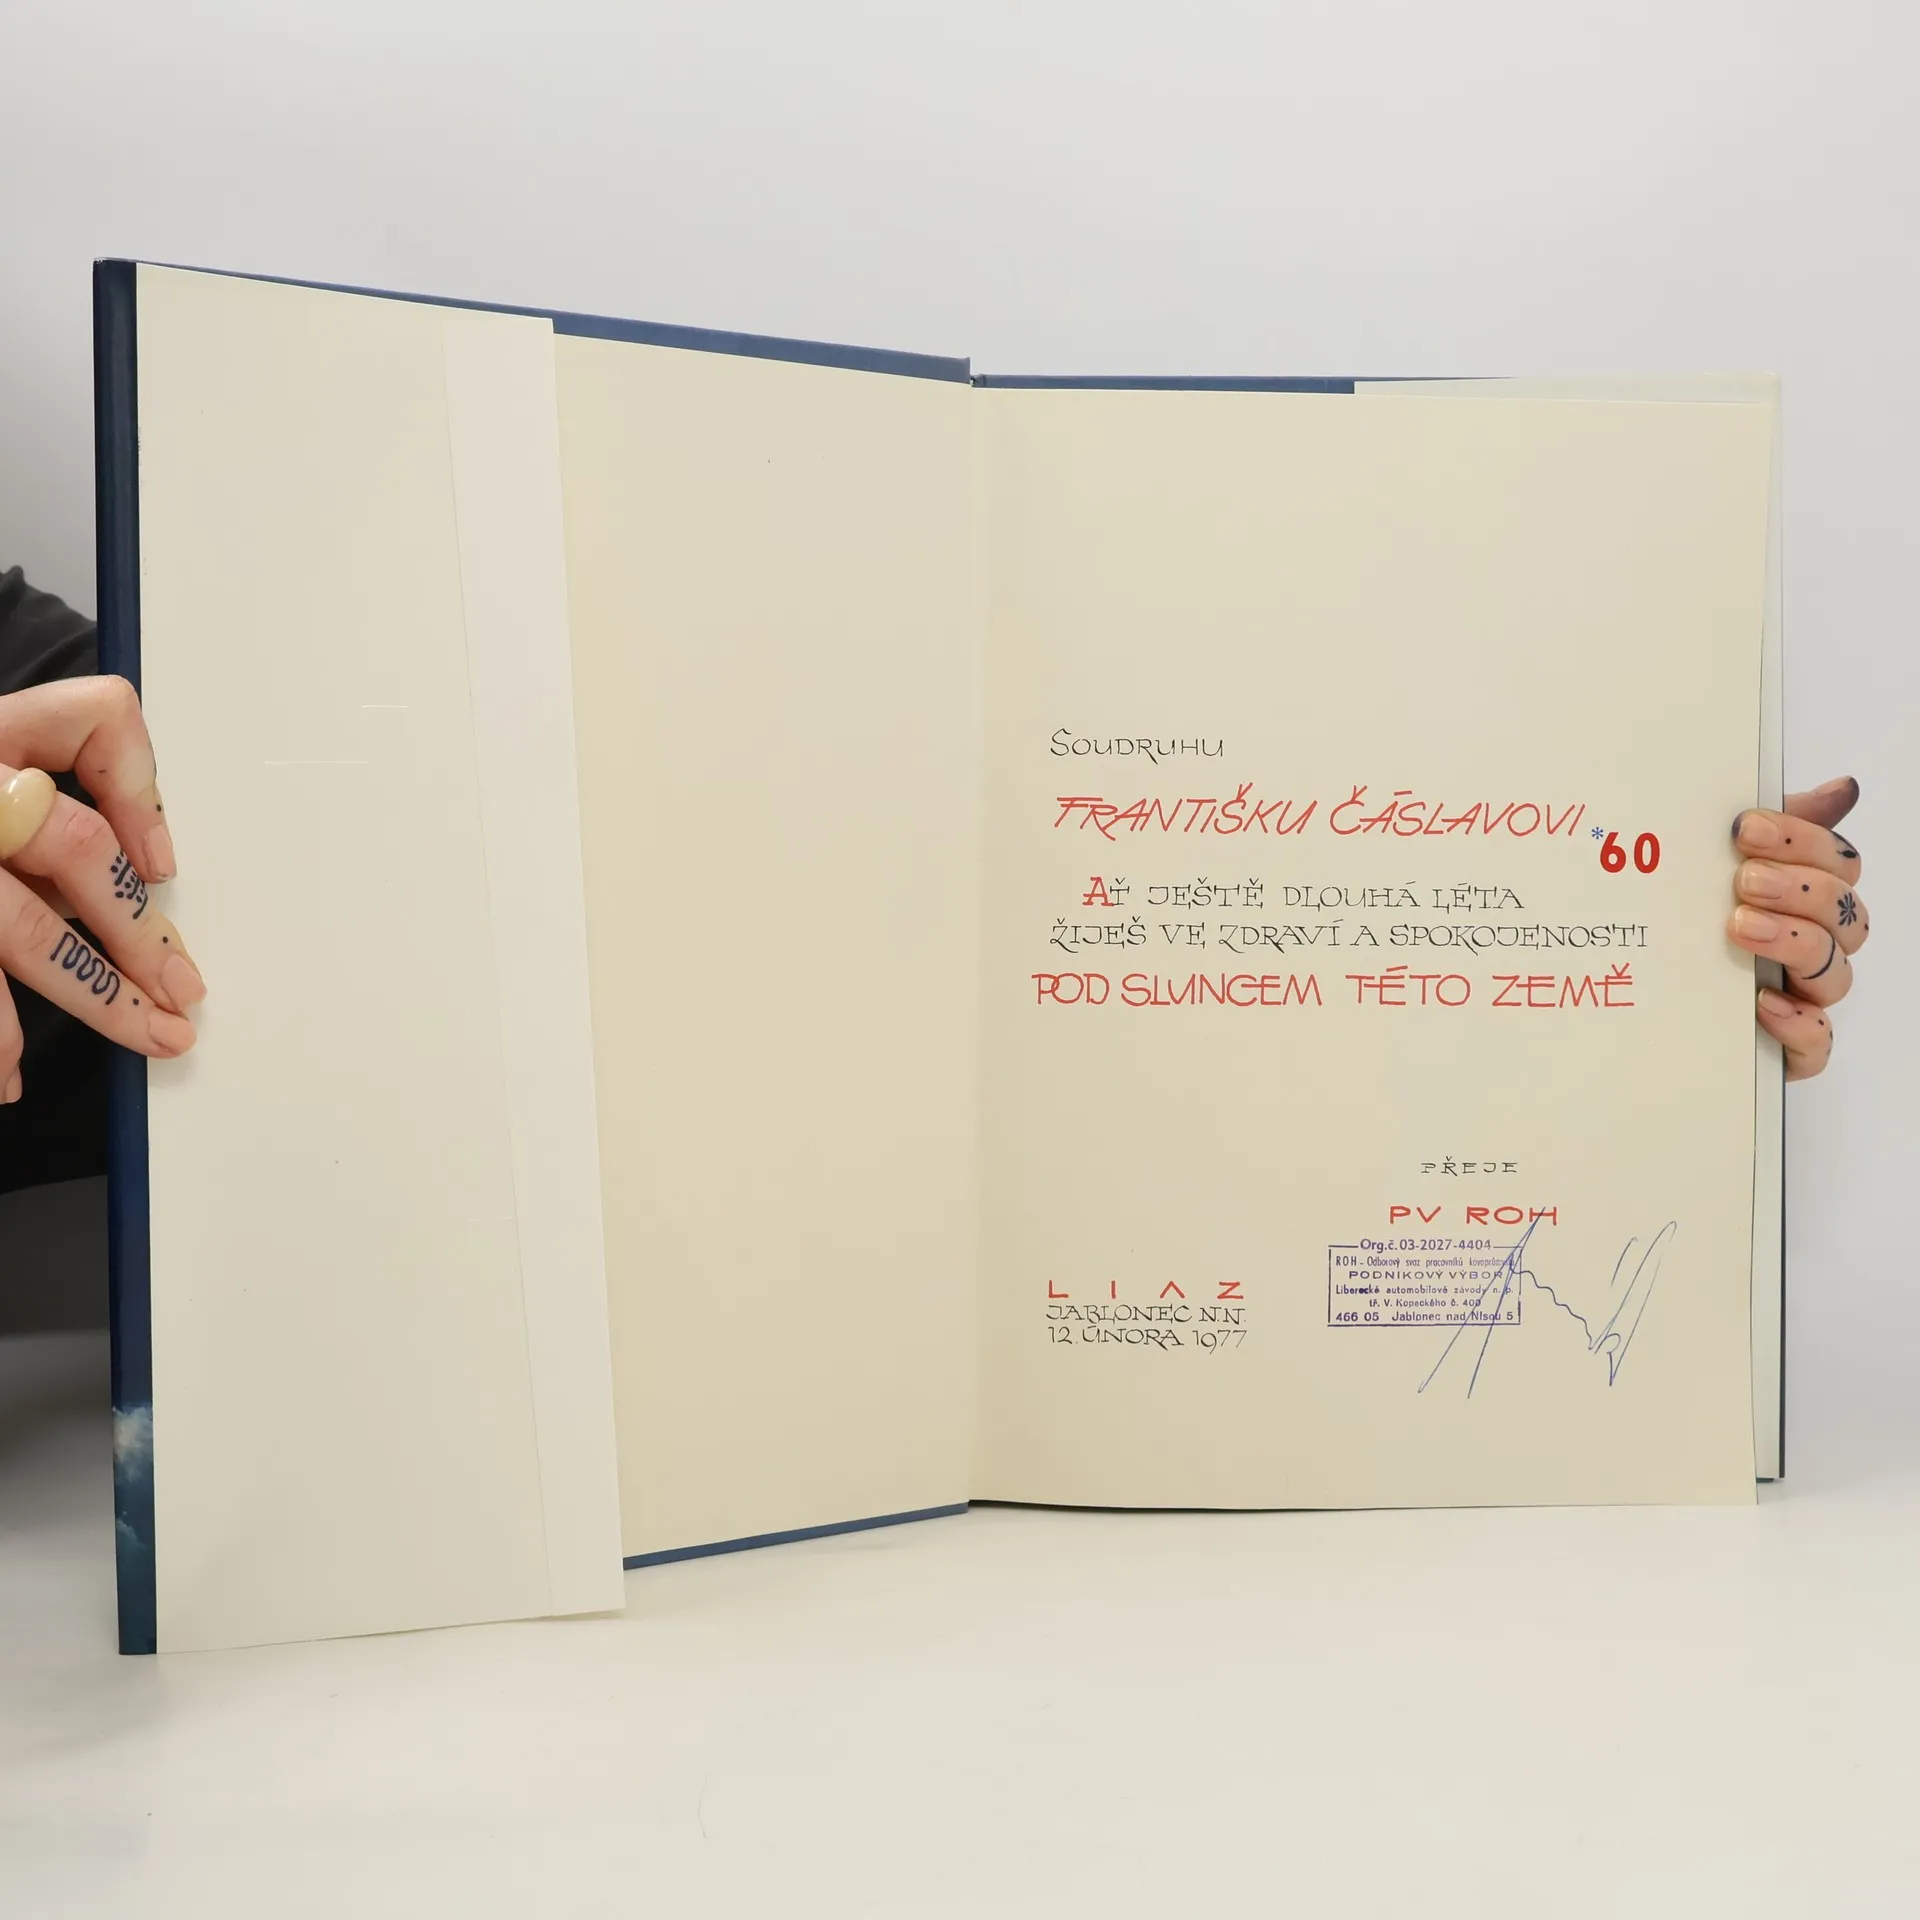 SOUDRUHU
FRANTIŠKU ČÁSLAVOVI *60
AŤ JEŠTĚ DLOUHÁ LÉTA
ŽIJEŠ VE ZDRAVÍ A SPOKOJENOSTI
POD SLUNCEM TÉTO ZEMĚ
PŘEJE
PV ROH
Org.č. 03-2027-4404
ROH - Odborový svaz pracovníků kovoprůmyslu
PODNIKOVÝ VÝBOR
Liberecké automobilové závody n. p.
tř. V. Kopeckého č. 400
466 05 Jablonec nad Nisou 5
LIAZ
JABLONEC N.N.
12. ÚNORA 1977